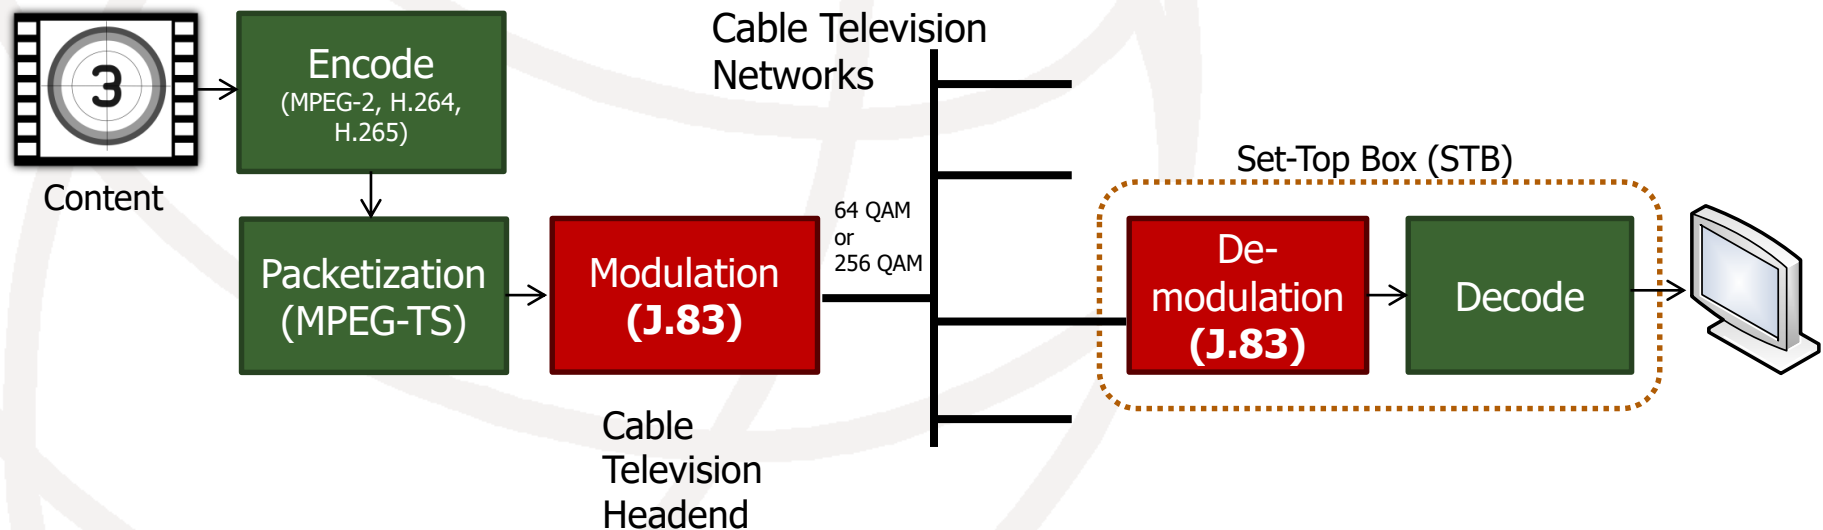 3
Content
Encode
(MPEG-2, H.264,
H.265)
Packetization
(MPEG-TS)
Modulation
(J.83)
Cable
Television
Headend
64 QAM
or
256 QAM
Cable Television
Networks
Set-Top Box (STB)
De-
modulation
(J.83)
Decode